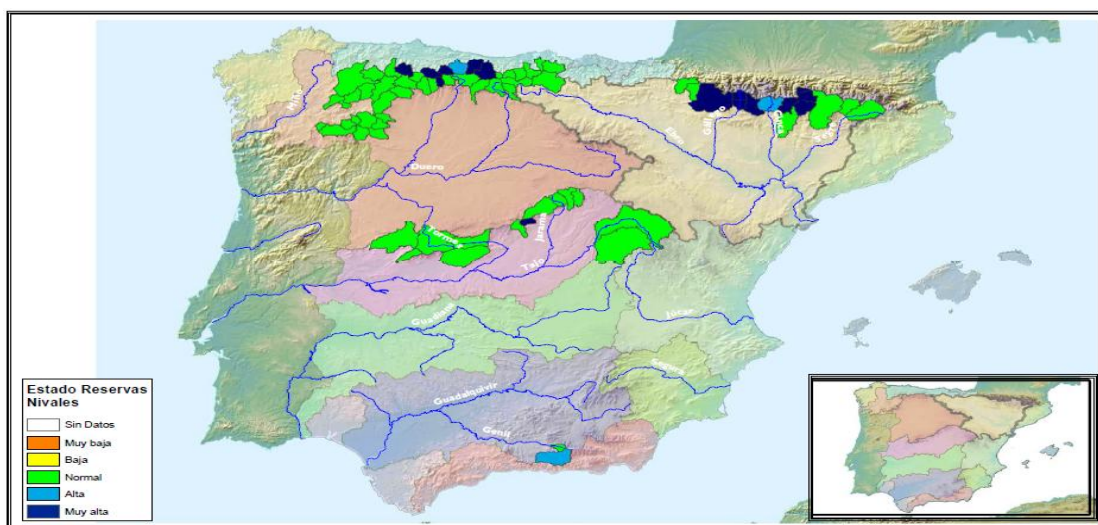 Miño
Gállego
Cinca
Segre
Ebro
Duero
Tormes
Jarama
Tajo
Guadiana
Júcar
Segura
Guadalquivir
Genil
Estado Reservas
Nivales
Sin Datos
Muy baja
Baja
Normal
Alta
Muy alta